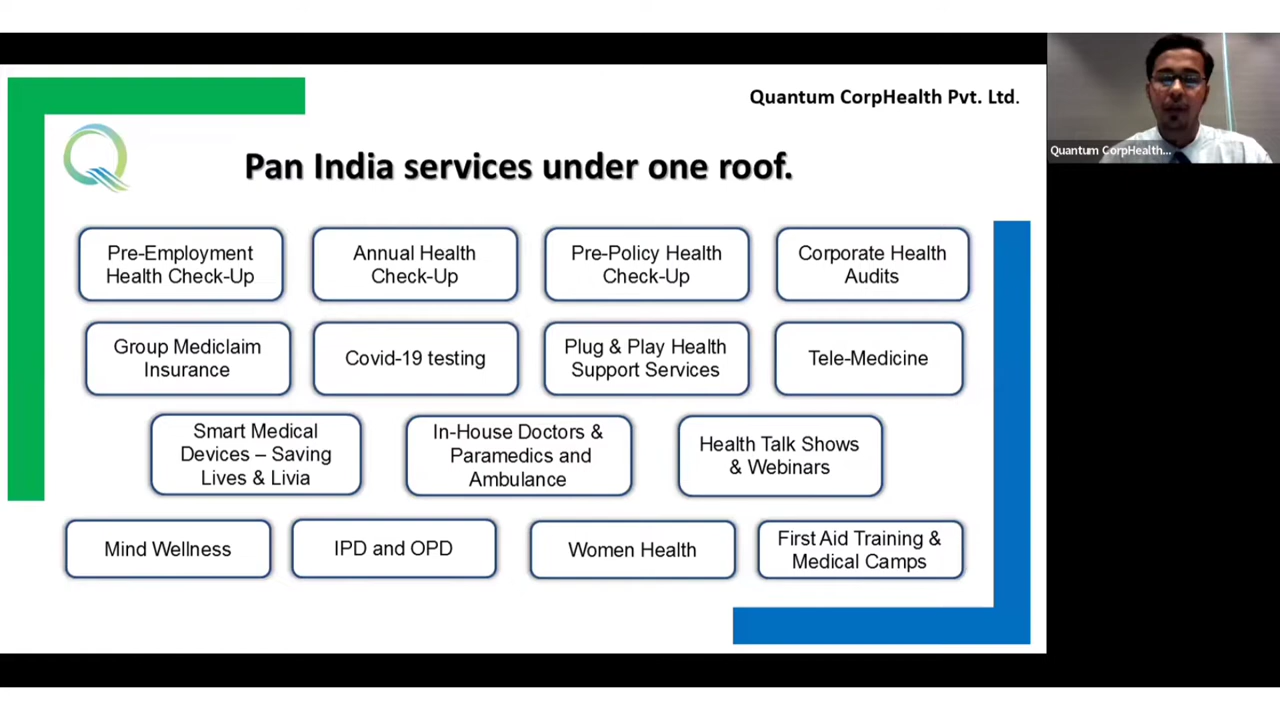 Quantum CorpHealth Pvt. Ltd.
Quantum CorpHealth...
Pan India services under one roof.
Pre-Employment
Health Check-Up
Annual Health
Check-Up
Pre-Policy Health
Check-Up
Corporate Health
Audits
Group Mediclaim
Insurance
Covid-19 testing
Plug & Play Health
Support Services
Tele-Medicine
Smart Medical
Devices – Saving
Lives & Livia
In-House Doctors &
Paramedics and
Ambulance
Health Talk Shows
& Webinars
Mind Wellness
IPD and OPD
Women Health
First Aid Training &
Medical Camps